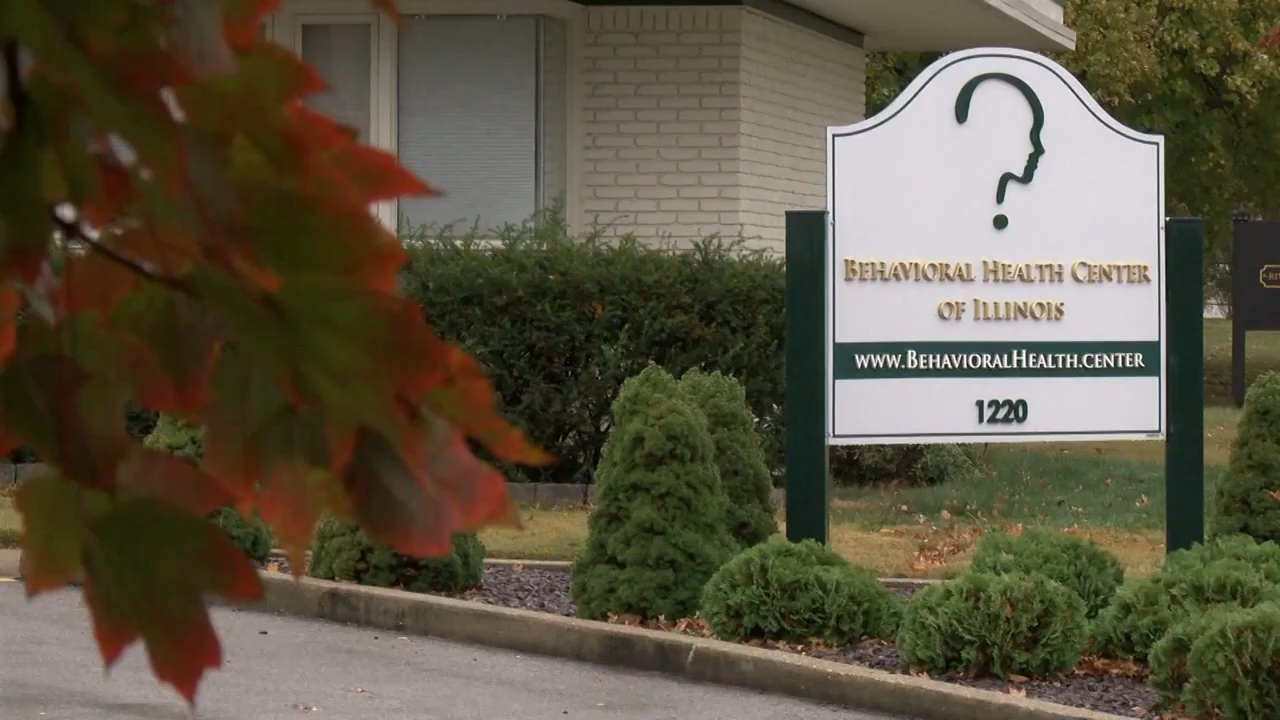 BEHAVIORAL HEALTH CENTER
OF ILLINOIS
WWW.BEHAVIORALHEALTH.CENTER
1220